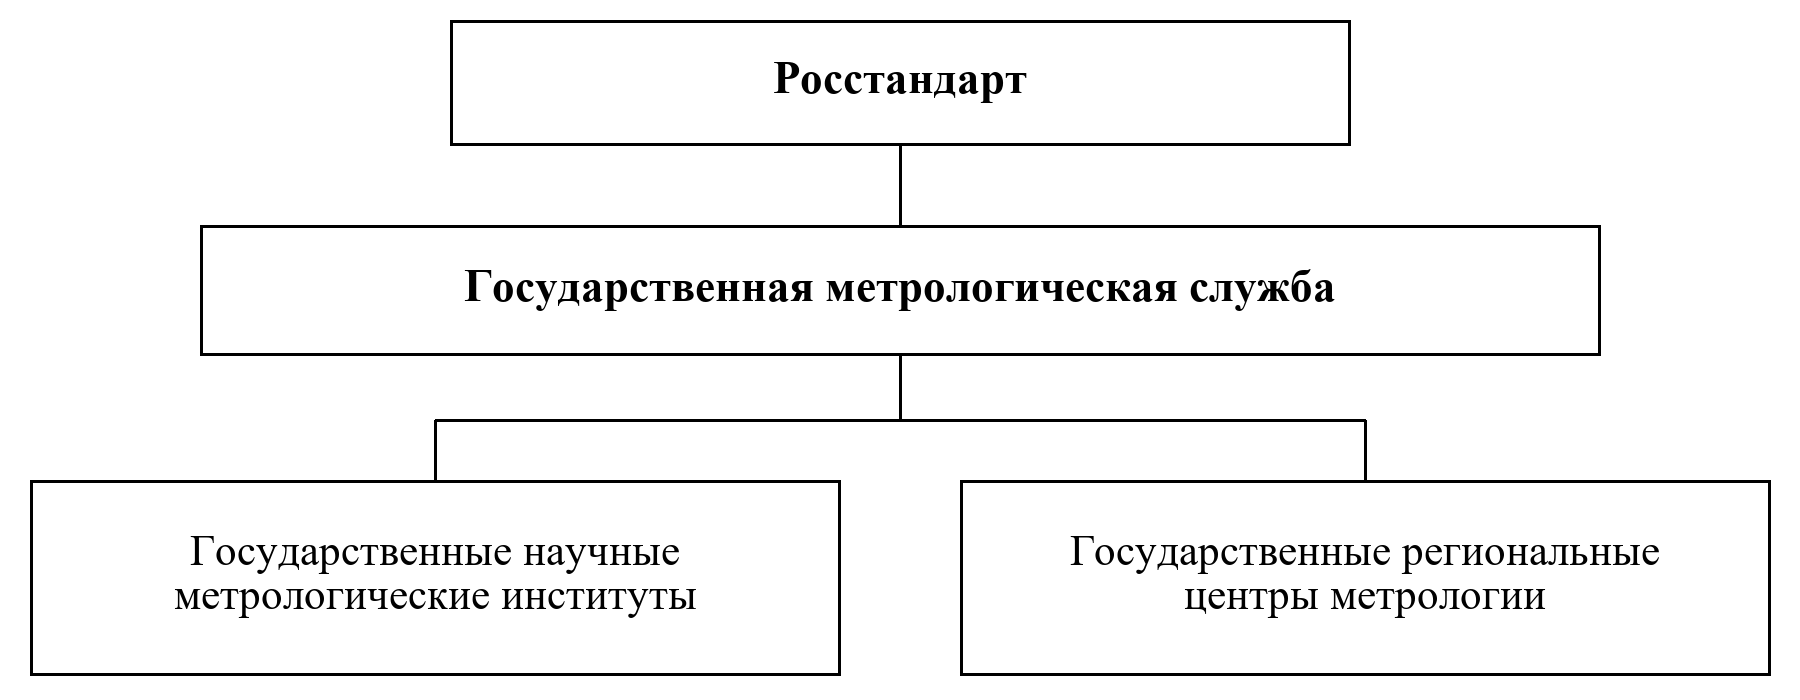 Росстандарт
Государственная метрологическая служба
Государственные научные
метрологические институты
Государственные региональные
центры метрологии